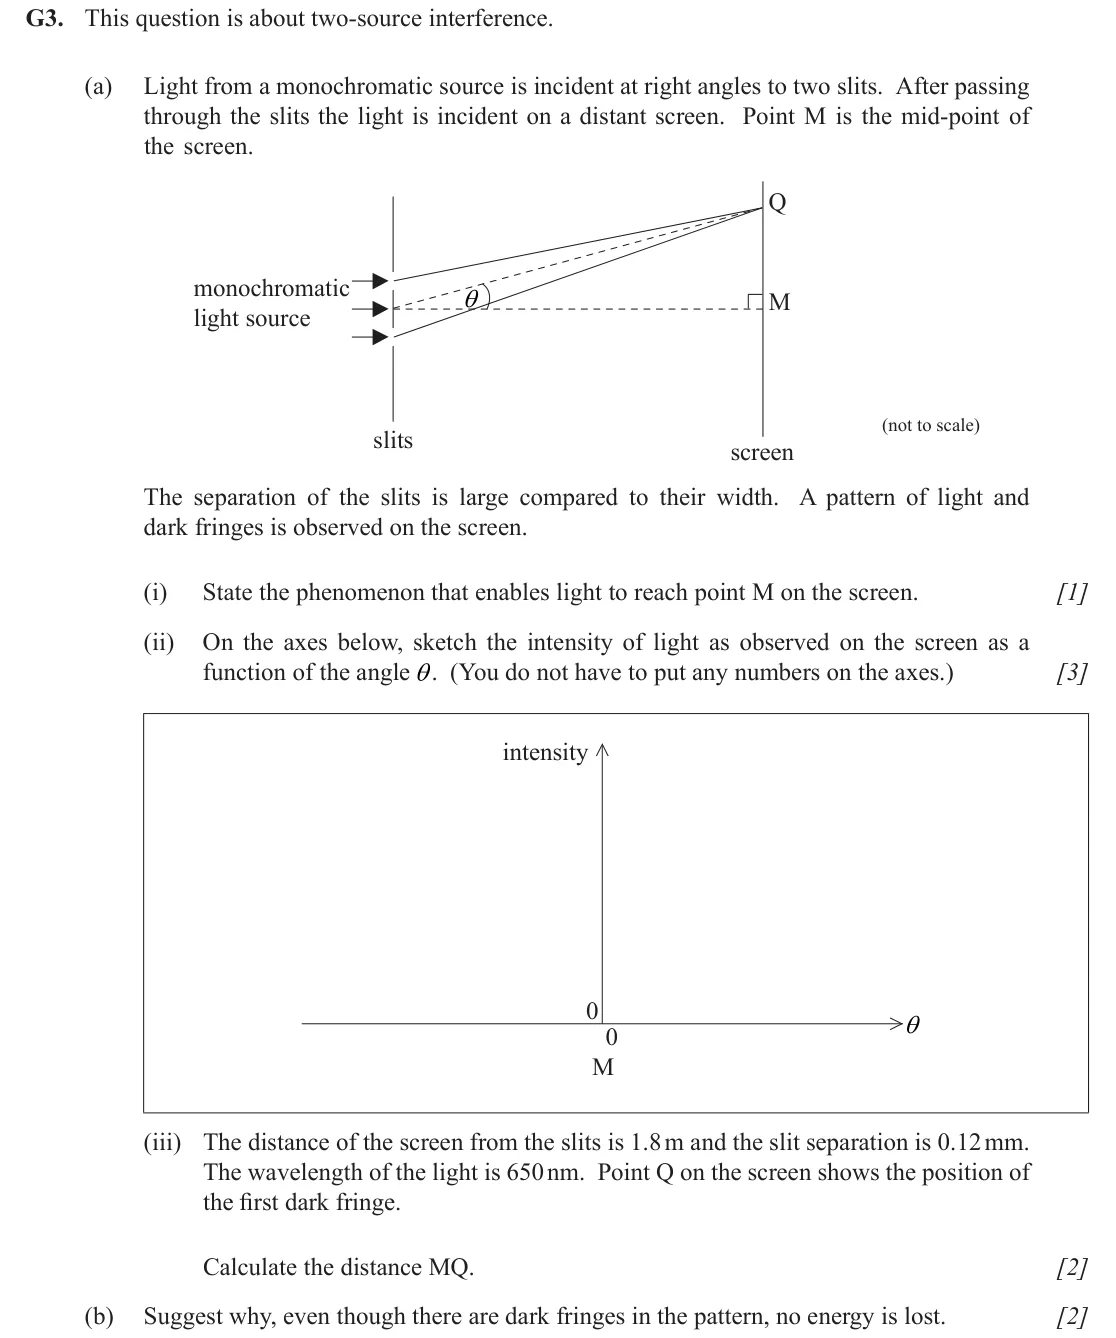 G3. This question is about two-source interference.
(a) Light from a monochromatic source is incident at right angles to two slits. After passing
through the slits the light is incident on a distant screen. Point M is the mid-point of
the screen.
Q
monochromatic
light source
θ
M
(not to scale)
slits
screen
The separation of the slits is large compared to their width. A pattern of light and
dark fringes is observed on the screen.
(i) State the phenomenon that enables light to reach point M on the screen. [1]
(ii) On the axes below, sketch the intensity of light as observed on the screen as a
function of the angle θ. (You do not have to put any numbers on the axes.) [3]
intensity
0
θ
0
M
(iii) The distance of the screen from the slits is 1.8 m and the slit separation is 0.12 mm.
The wavelength of the light is 650 nm. Point Q on the screen shows the position of
the first dark fringe.
Calculate the distance MQ. [2]
(b) Suggest why, even though there are dark fringes in the pattern, no energy is lost. [2]